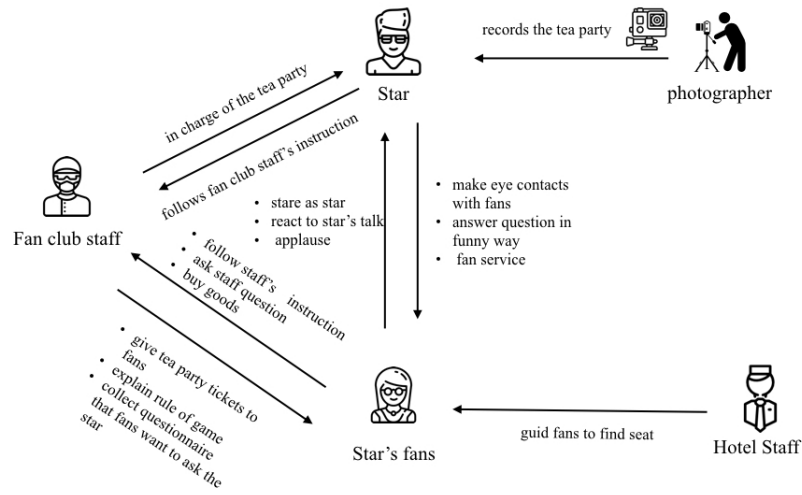 records the tea party
Star
photographer
in charge of the tea party
follows fan club staff's instruction
Fan club staff
• stare as star
• react to star's talk
• applause
• make eye contacts
with fans
• answer question in
funny way
• fan service
• follow staff's instruction
• ask staff question
• buy goods
• give tea party tickets to
fans
• explain rule of game
• collect questionnaire
that fans want to ask the
star
Star's fans
guid fans to find seat
Hotel Staff